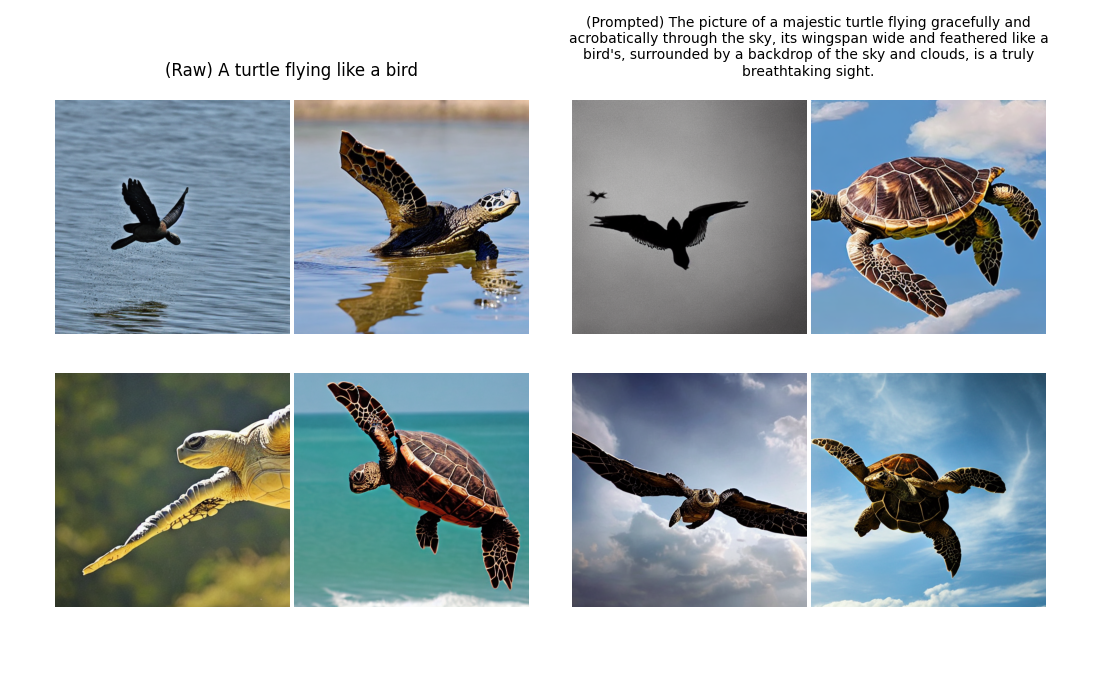 (Raw) A turtle flying like a bird
(Prompted) The picture of a majestic turtle flying gracefully and
acrobatically through the sky, its wingspan wide and feathered like a
bird's, surrounded by a backdrop of the sky and clouds, is a truly
breathtaking sight.